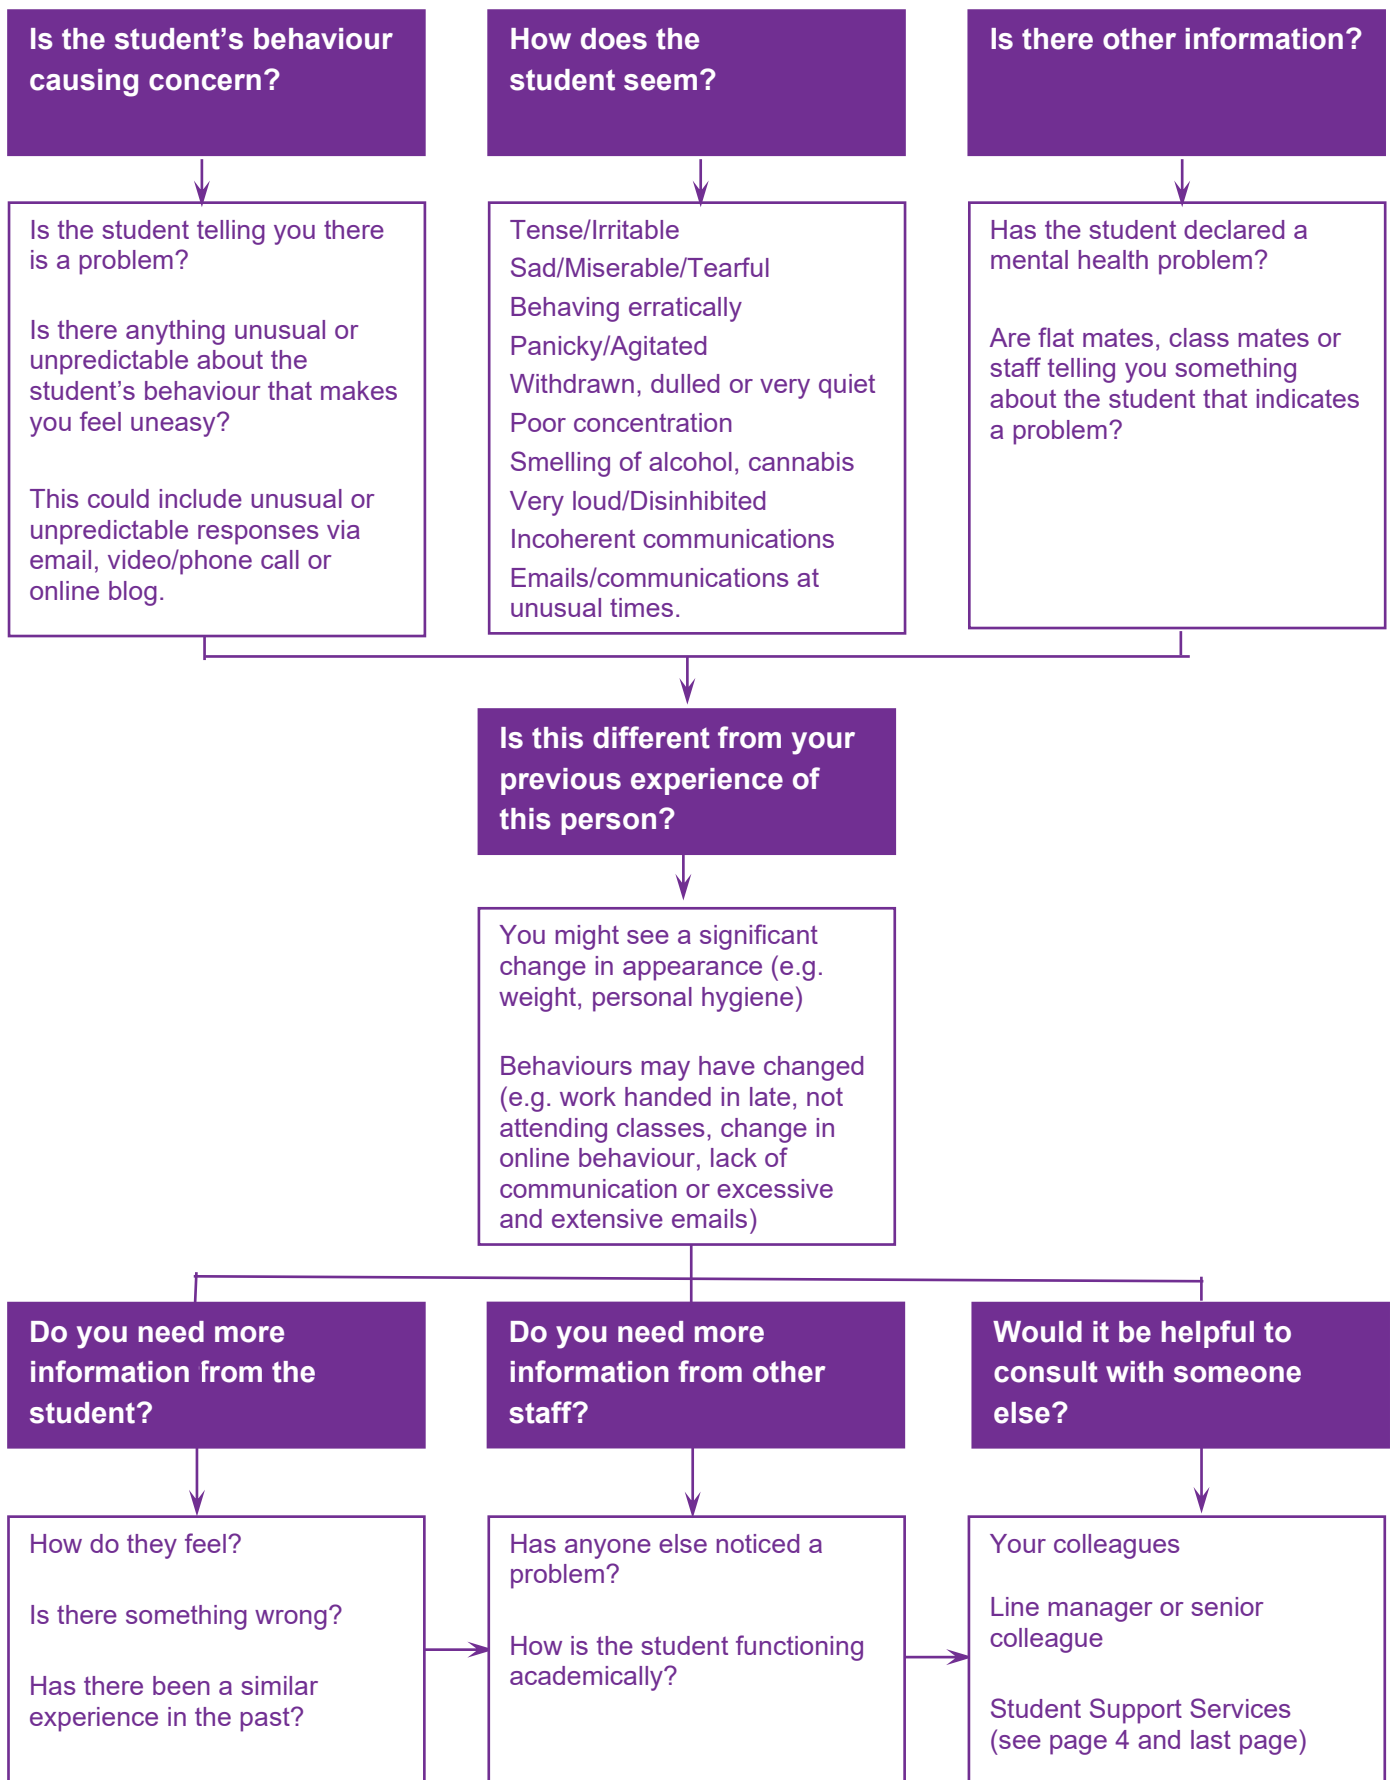 Is the student's behaviour
causing concern?
How does the
student seem?
Is there other information?
Is the student telling you there
is a problem?
Is there anything unusual or
unpredictable about the
student's behaviour that makes
you feel uneasy?
This could include unusual or
unpredictable responses via
email, video/phone call or
online blog.
Tense/Irritable
Sad/Miserable/Tearful
Behaving erratically
Panicky/Agitated
Withdrawn, dulled or very quiet
Poor concentration
Smelling of alcohol, cannabis
Very loud/Disinhibited
Incoherent communications
Emails/communications at
unusual times.
Has the student declared a
mental health problem?
Are flat mates, class mates or
staff telling you something
about the student that indicates
a problem?
Is this different from your
previous experience of
this person?
You might see a significant
change in appearance (e.g.
weight, personal hygiene)
Behaviours may have changed
(e.g. work handed in late, not
attending classes, change in
online behaviour, lack of
communication or excessive
and extensive emails)
Do you need more
information from the
student?
Do you need more
information from other
staff?
Would it be helpful to
consult with someone
else?
How do they feel?
Is there something wrong?
Has there been a similar
experience in the past?
Has anyone else noticed a
problem?
How is the student functioning
academically?
Your colleagues
Line manager or senior
colleague
Student Support Services
(see page 4 and last page)